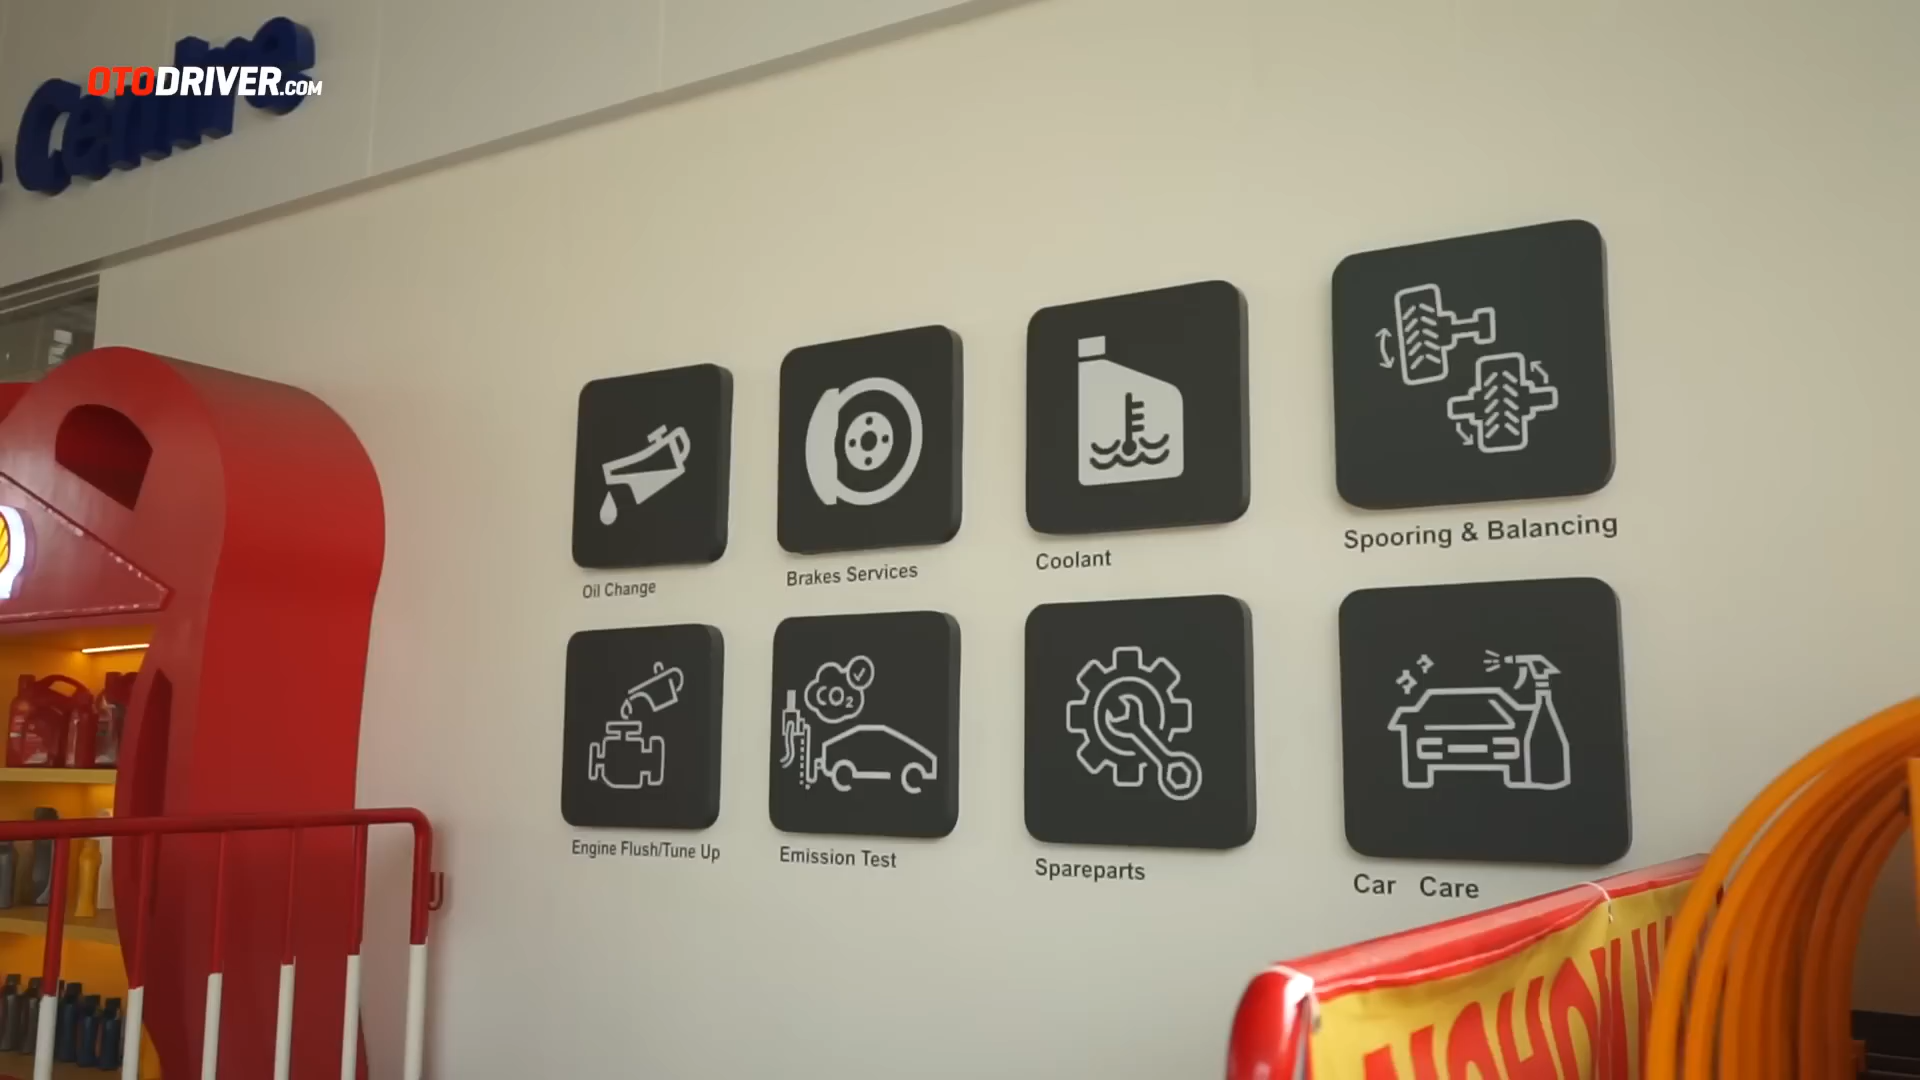 OTODRIVER.COM
Centre
Oil Change
Brakes Services
Coolant
Spooring & Balancing
CO2
Engine Flush/Tune Up
Emission Test
Spareparts
Car Care
MOHON